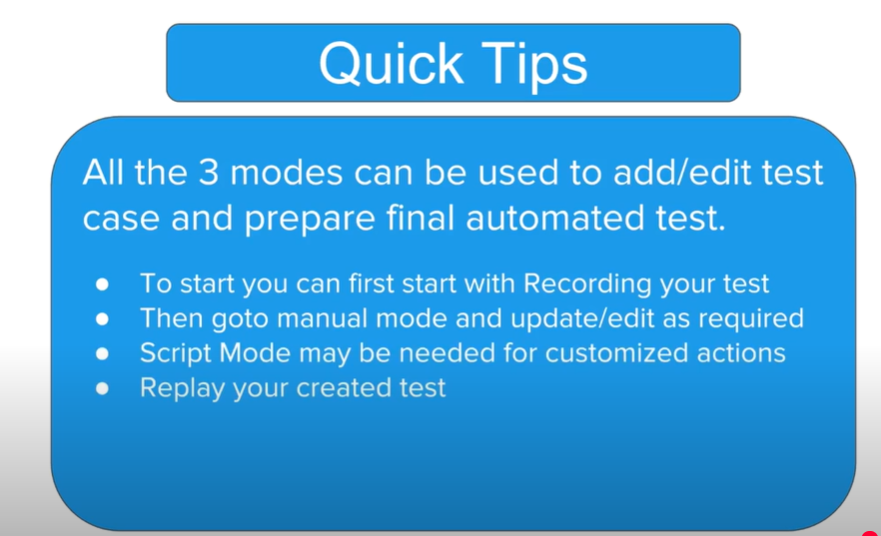 Quick Tips
All the 3 modes can be used to add/edit test
case and prepare final automated test.
● To start you can first start with Recording your test
● Then goto manual mode and update/edit as required
● Script Mode may be needed for customized actions
● Replay your created test